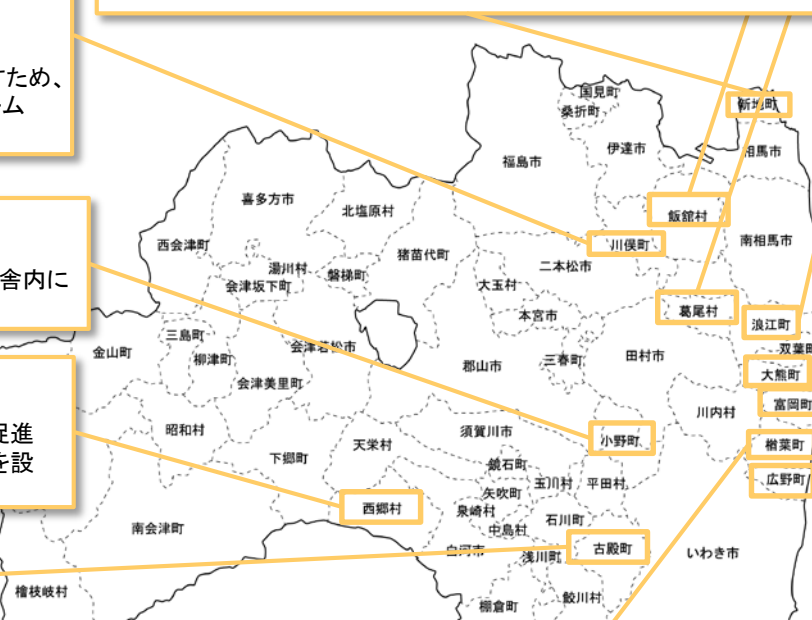 すため、
ーム
舎内に
促進
を設
新地町
国見町
桑折町
相馬市
伊達市
福島市
喜多方市
北塩原村
飯舘村
川俣町
南相馬市
西会津町
猪苗代町
二本松市
湯川村
磐梯町
会津坂下町
大玉村
葛尾村
本宮市
浪江町
三島町
双葉町
金山町
柳津町
会津若松市
三春町
田村市
郡山市
大熊町
会津美里町
富岡町
川内村
昭和村
須賀川市
小野町
天栄村
楢葉町
下郷町
鏡石町
広野町
玉川村
平田村
矢吹町
西郷村
泉崎村
石川町
南会津町
中島村
古殿町
白河市
浅川町
いわき市
檜枝岐村
鮫川村
棚倉町